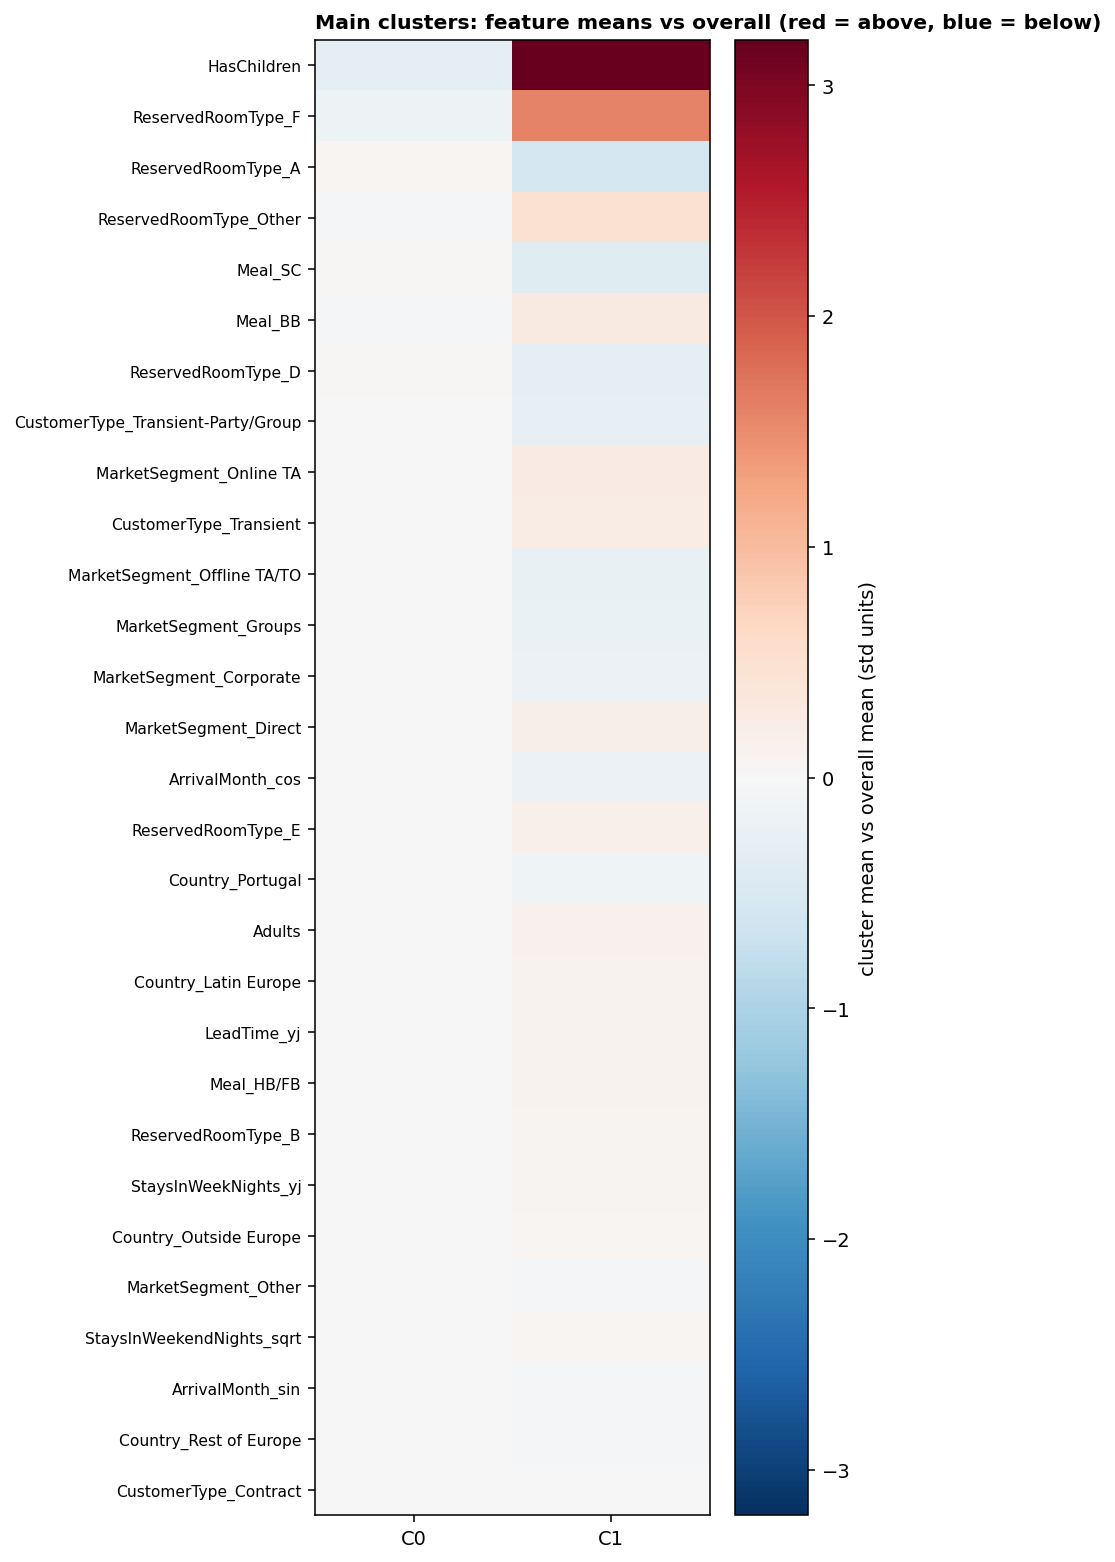 Main clusters: feature means vs overall (red = above, blue = below)
HasChildren
ReservedRoomType_F
ReservedRoomType_A
ReservedRoomType_Other
Meal_SC
Meal_BB
ReservedRoomType_D
CustomerType_Transient-Party/Group
MarketSegment_Online TA
CustomerType_Transient
MarketSegment_Offline TA/TO
MarketSegment_Groups
MarketSegment_Corporate
MarketSegment_Direct
ArrivalMonth_cos
ReservedRoomType_E
Country_Portugal
Adults
Country_Latin Europe
LeadTime_yj
Meal_HB/FB
ReservedRoomType_B
StaysInWeekNights_yj
Country_Outside Europe
MarketSegment_Other
StaysInWeekendNights_sqrt
ArrivalMonth_sin
Country_Rest of Europe
CustomerType_Contract
C0
C1
3
2
1
0
−1
−2
−3
cluster mean vs overall mean (std units)